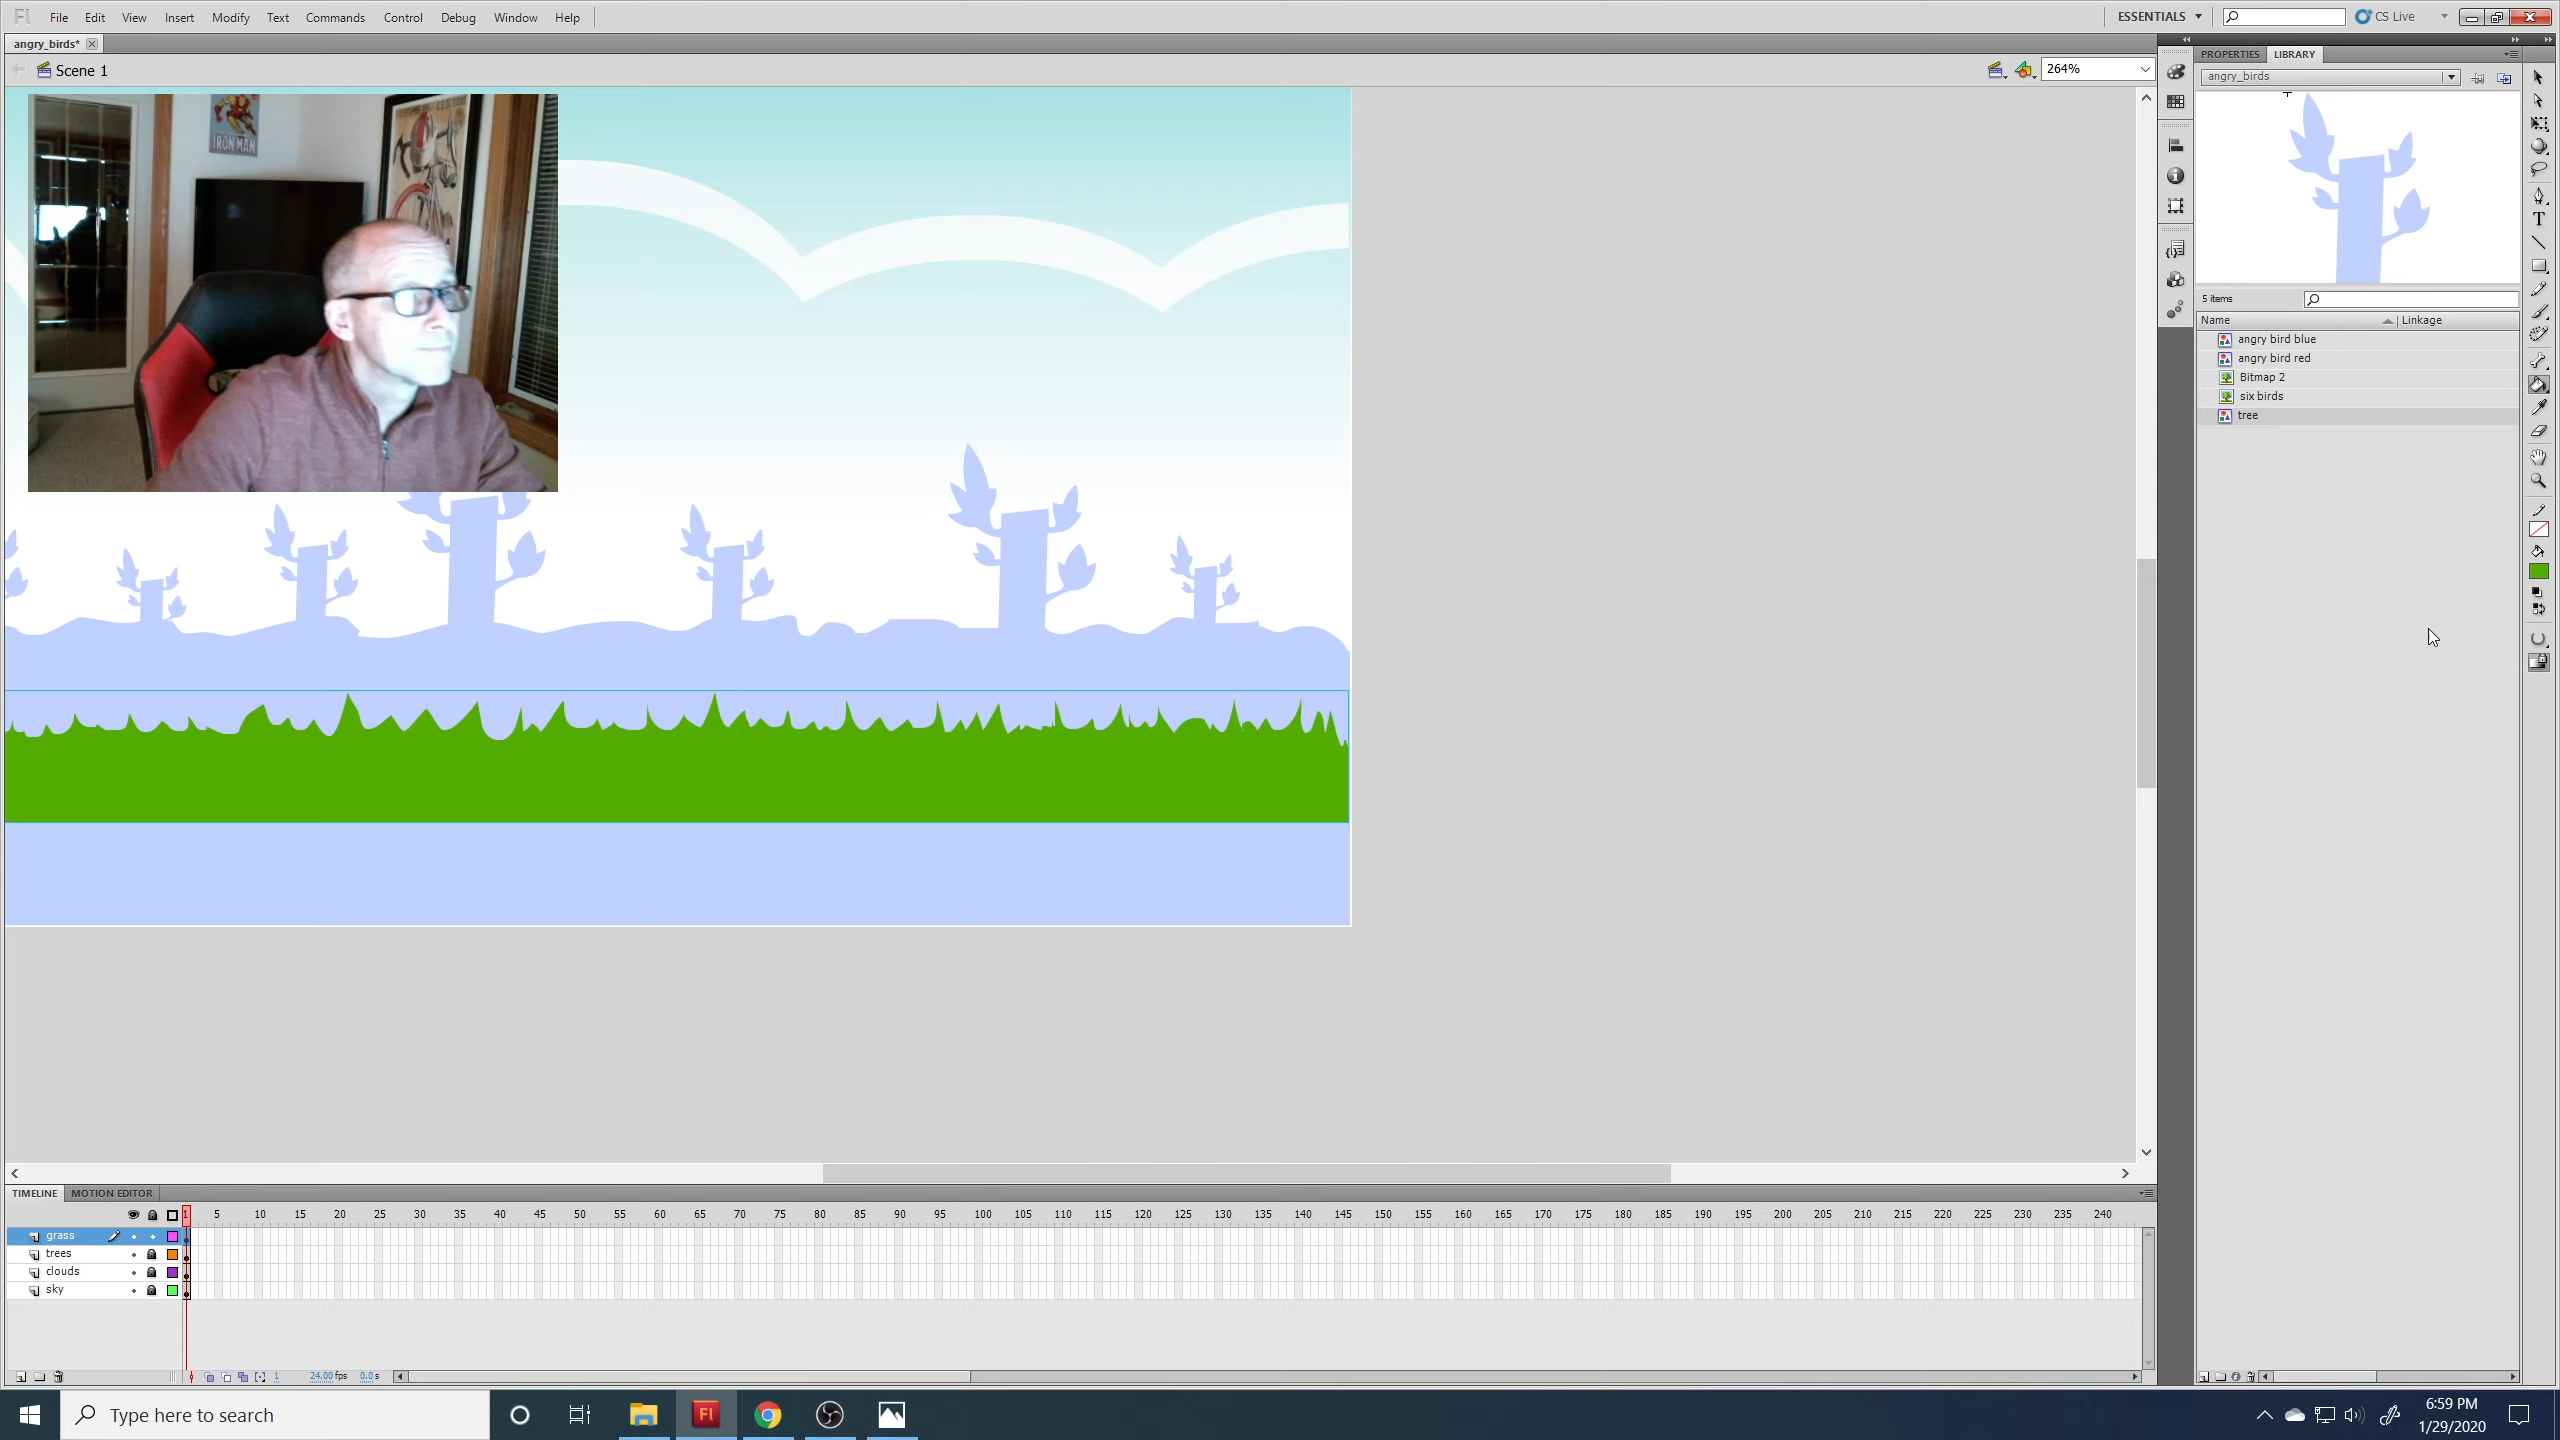 Fl File Edit View Insert Modify Text Commands Control Debug Window Help ESSENTIALS CS Live
angry_birds*
Scene 1 264%
IRON MAN
PROPERTIES LIBRARY
angry_birds
5 items
Name Linkage
angry bird blue
angry bird red
Bitmap 2
six birds
tree
T
TIMELINE MOTION EDITOR
1 5 10 15 20 25 30 35 40 45 50 55 60 65 70 75 80 85 90 95 100 105 110 115 120 125 130 135 140 145 150 155 160 165 170 175 180 185 190 195 200 205 210 215 220 225 230 235 240
grass
trees
clouds
sky
1 24.00 fps 0.0 s
Type here to search
Fl
6:59 PM
1/29/2020